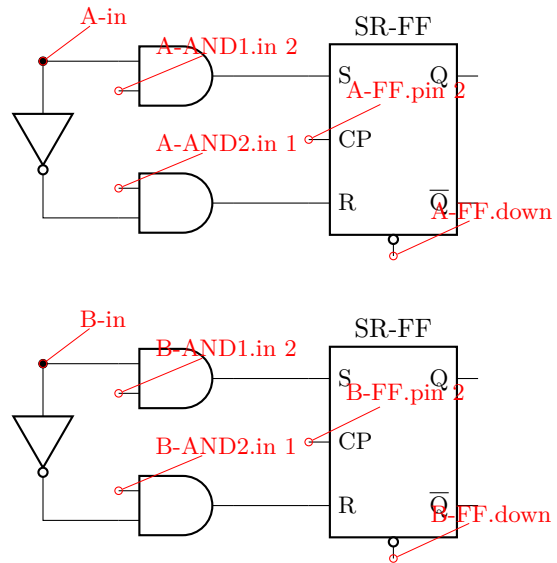 A-in
SR-FF
A-AND1.in 2
S
Q
A-FF.pin 2
CP
A-AND2.in 1
R
Q̅
A-FF.down
B-in
SR-FF
B-AND1.in 2
S
Q
B-FF.pin 2
CP
B-AND2.in 1
R
Q̅
B-FF.down